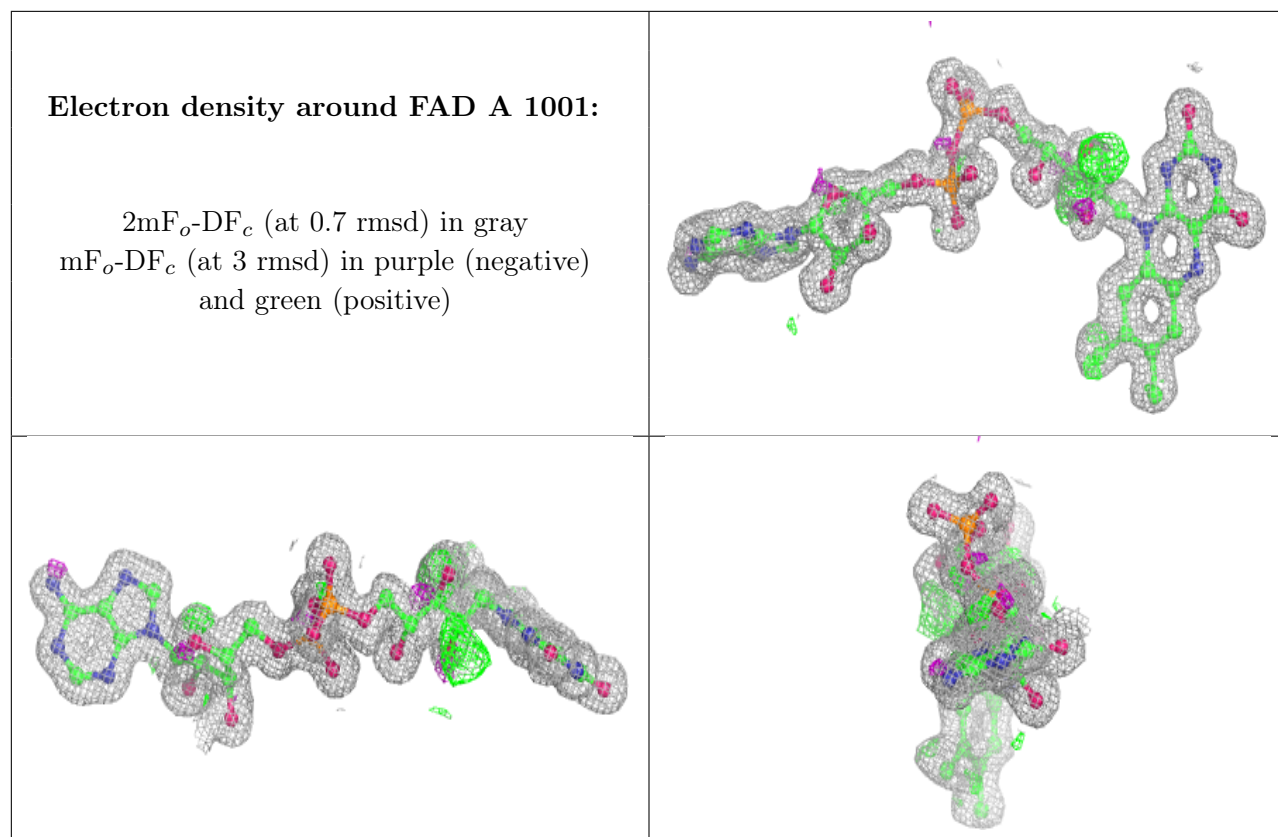 Electron density around FAD A 1001:
2mFo-DFc (at 0.7 rmsd) in gray
mFo-DFc (at 3 rmsd) in purple (negative)
and green (positive)